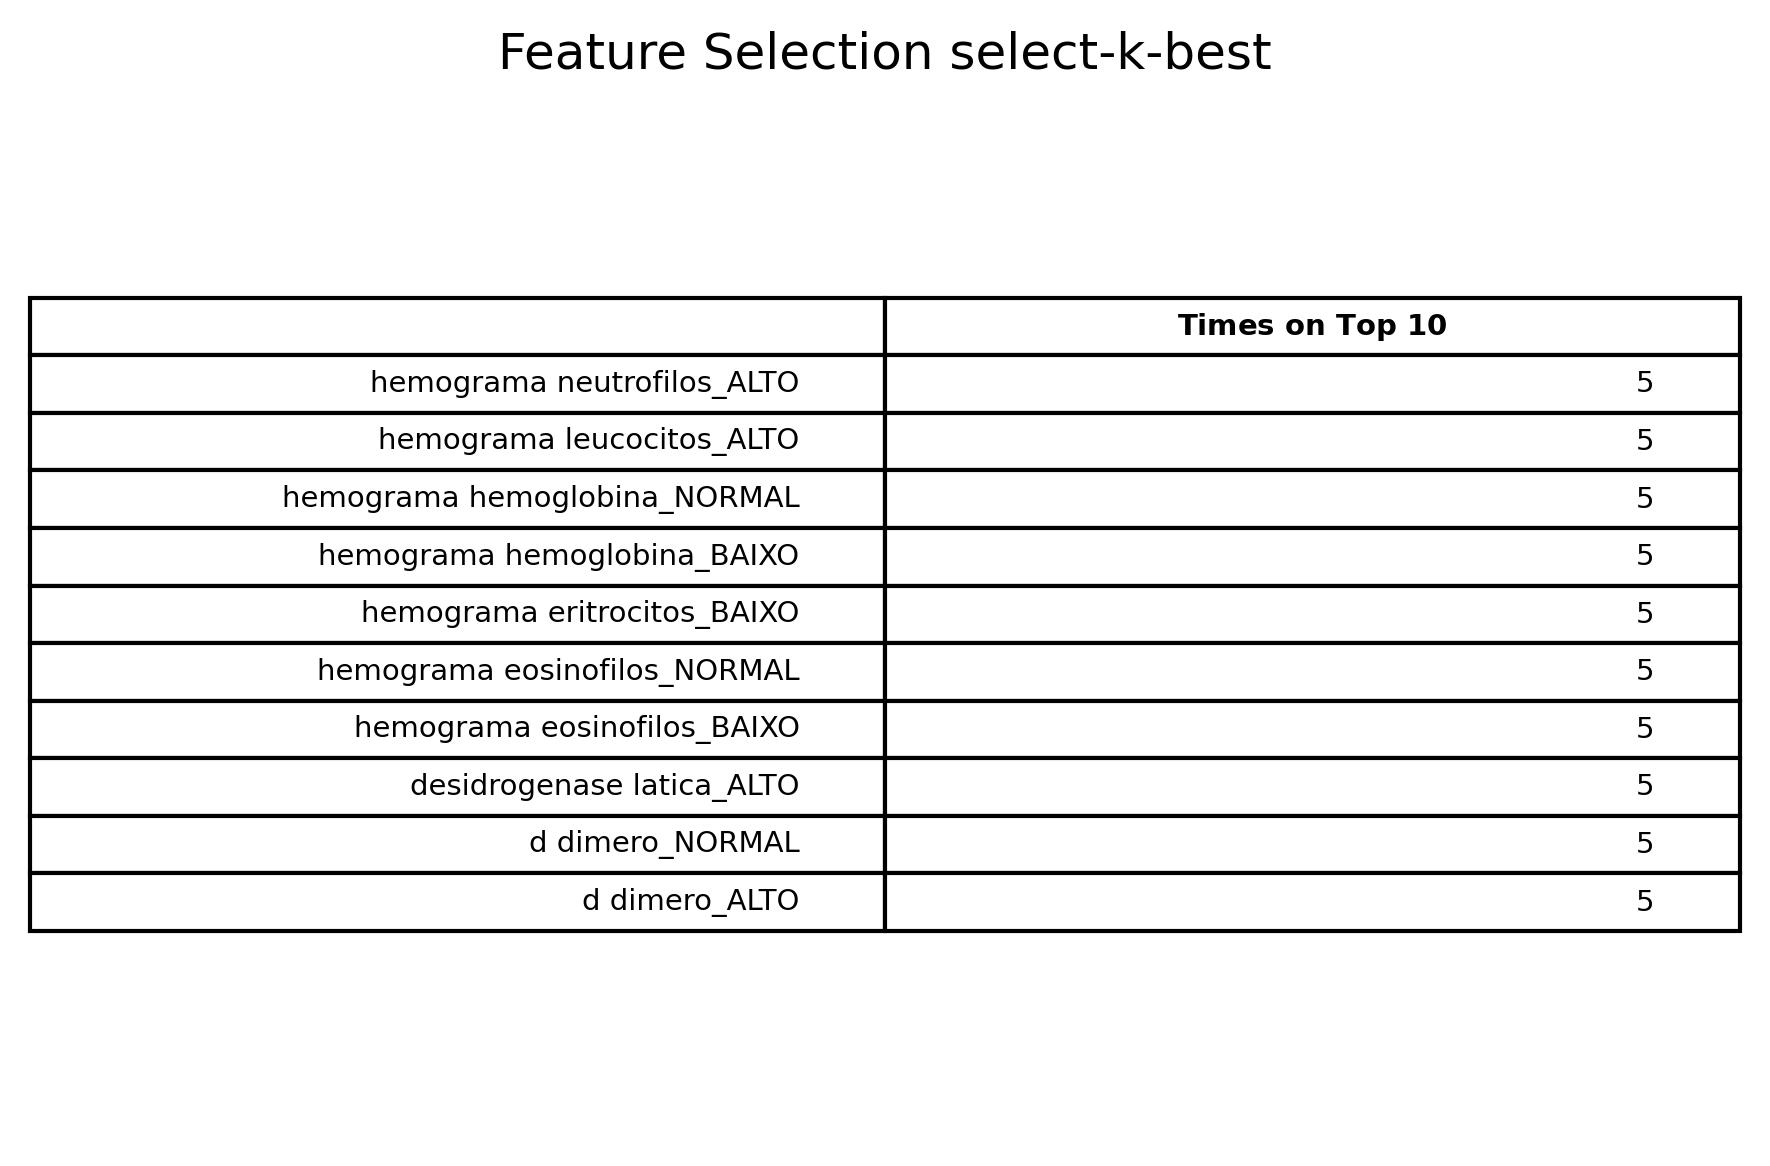 Feature Selection select-k-best
Times on Top 10
hemograma neutrofilos_ALTO 5
hemograma leucocitos_ALTO 5
hemograma hemoglobina_NORMAL 5
hemograma hemoglobina_BAIXO 5
hemograma eritrocitos_BAIXO 5
hemograma eosinofilos_NORMAL 5
hemograma eosinofilos_BAIXO 5
desidrogenase latica_ALTO 5
d dimero_NORMAL 5
d dimero_ALTO 5